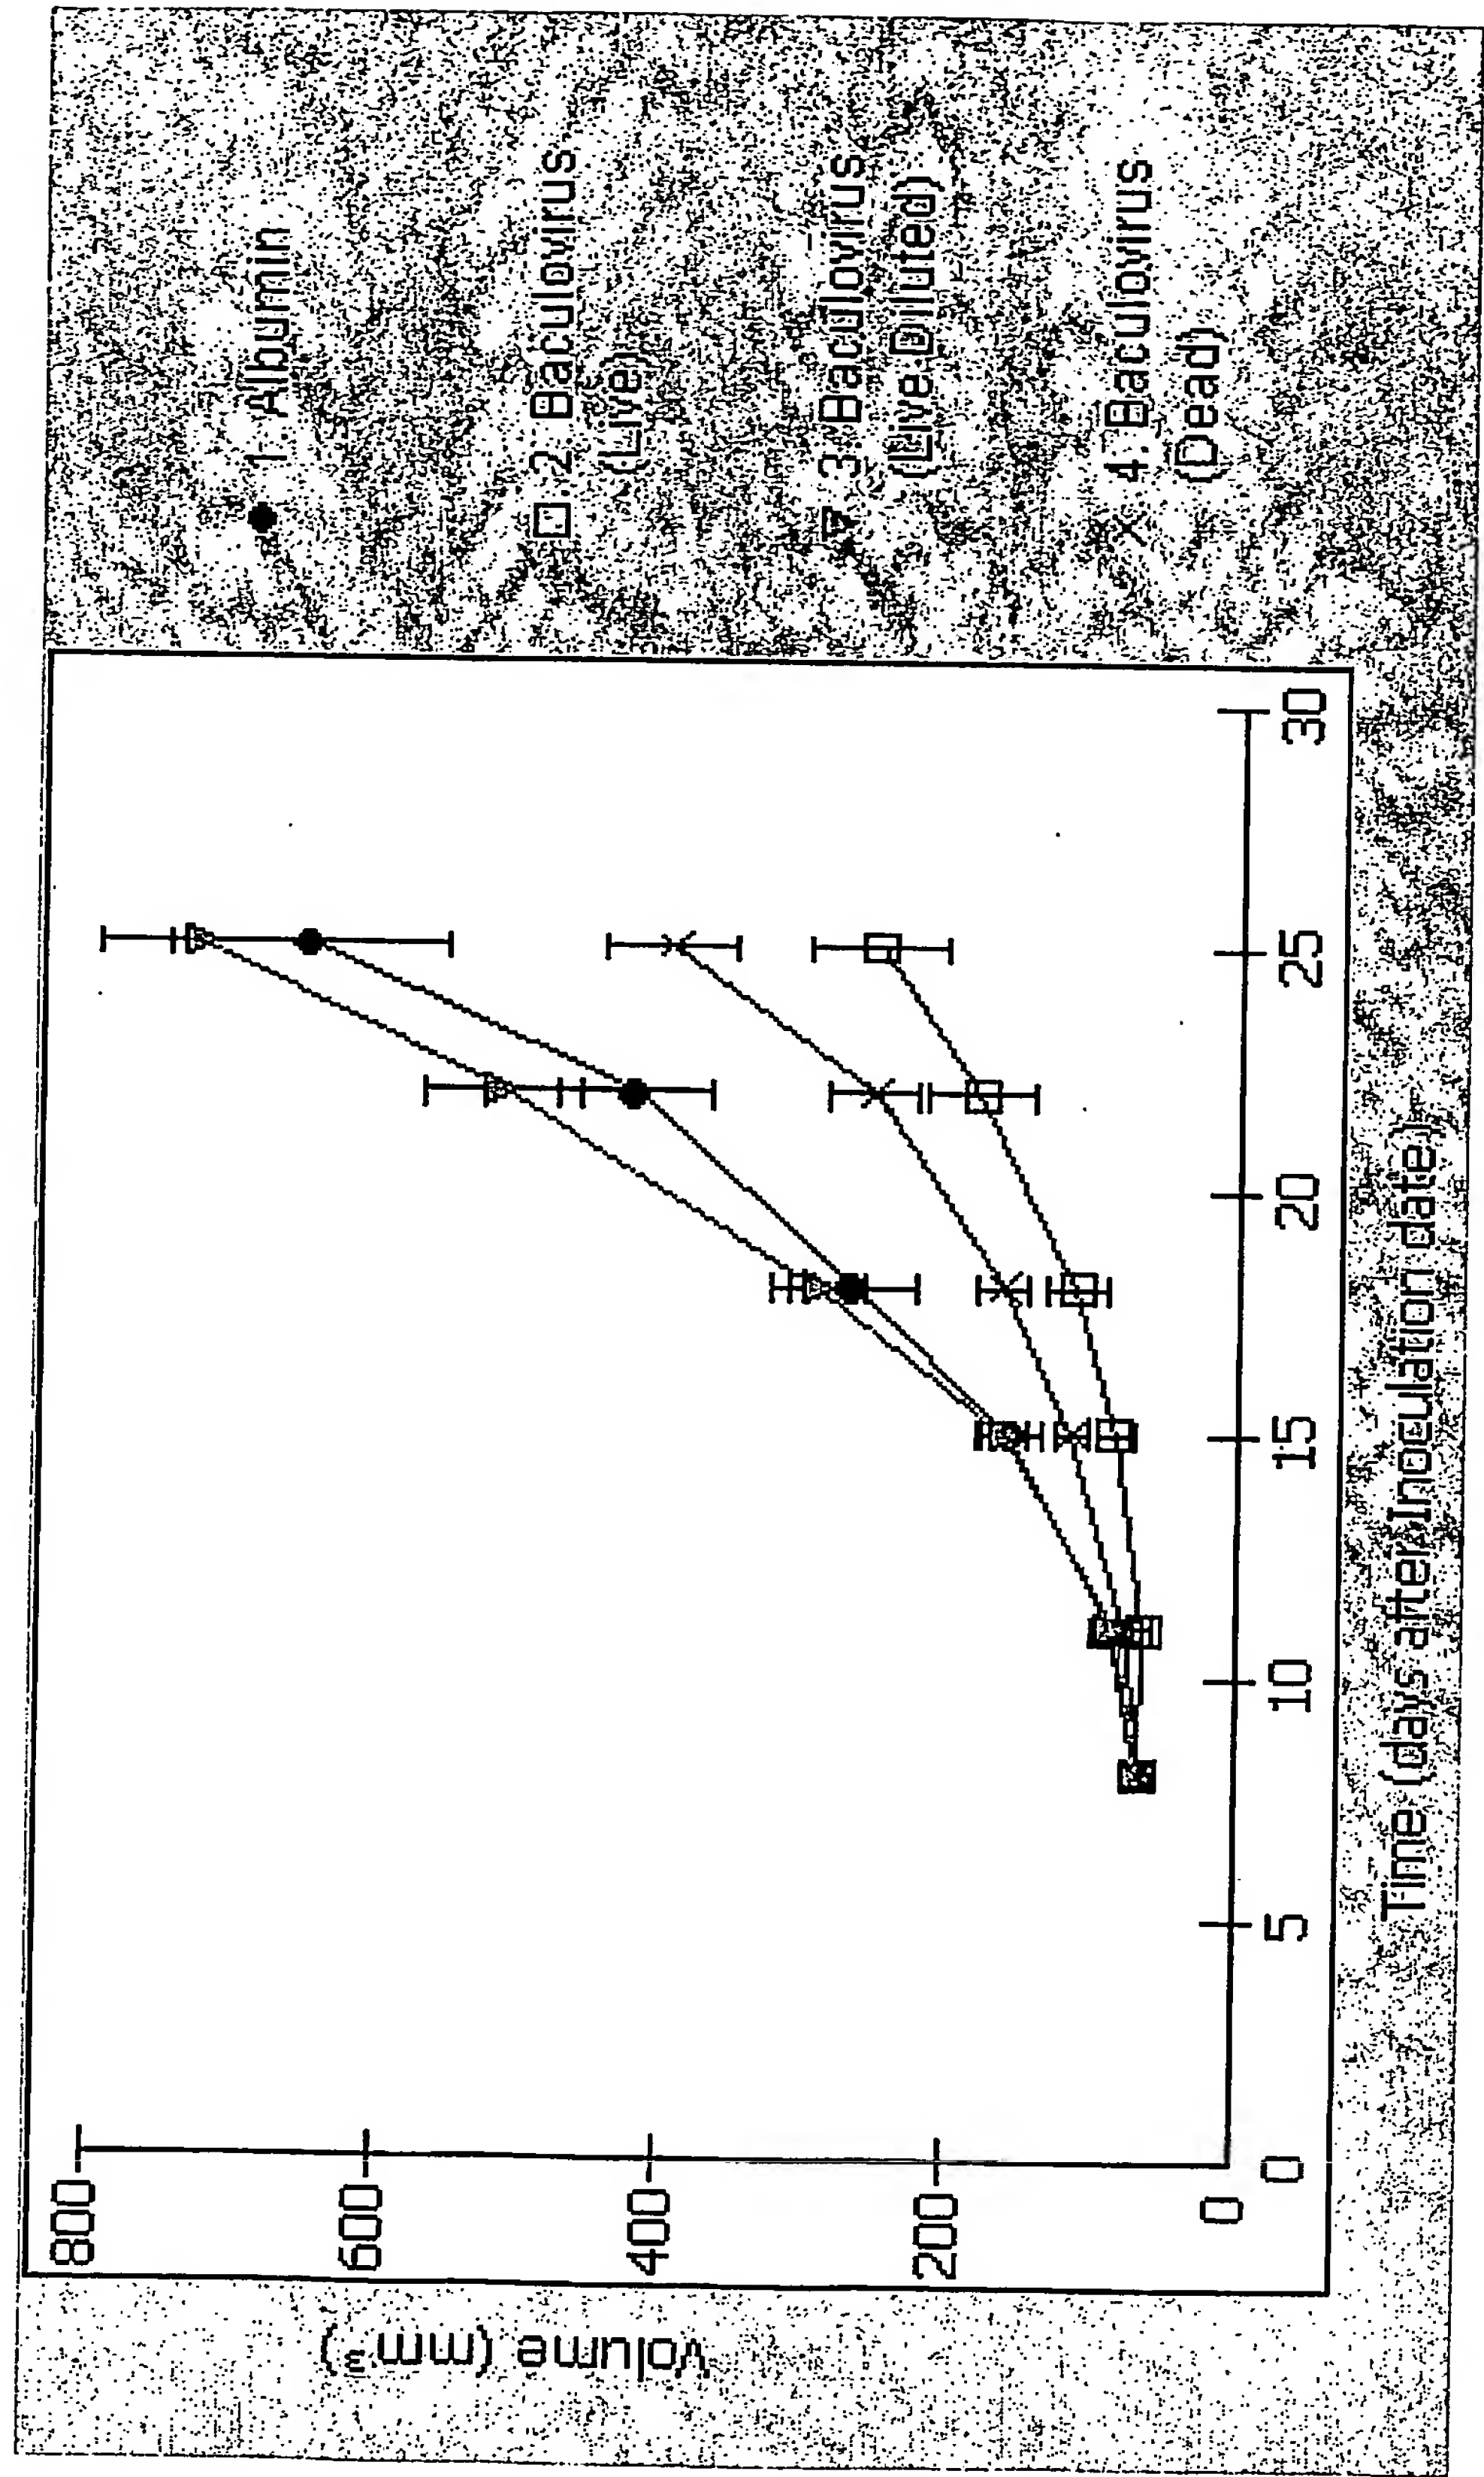 Volume (mm³)
800
600
400
200
0
0
5
10
15
20
25
30
Time (days after Inoculation date)
1. Albumin
2. Baculovirus
(Live)
3. Baculovirus
(Live Diluted)
4. Baculovirus
(Dead)